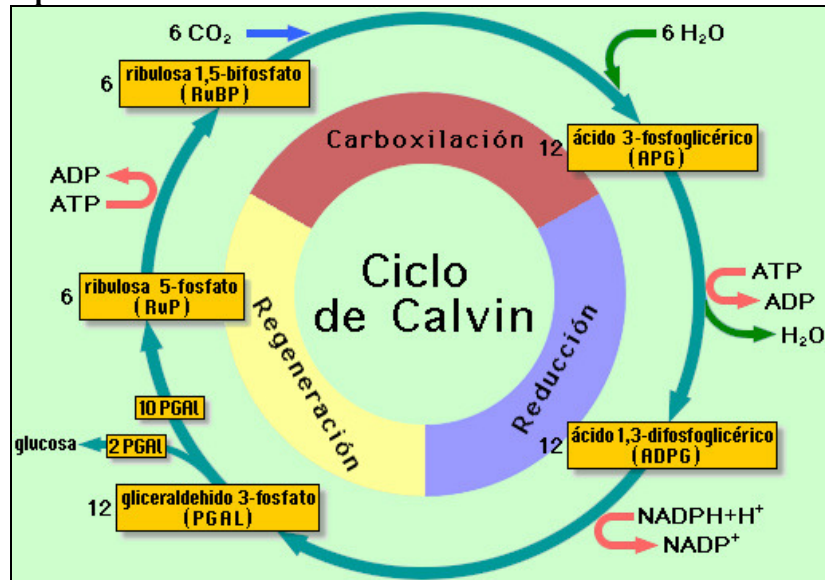 6 CO₂
6 H₂O
6
ribulosa 1,5-bifosfato
(RuBP)
Carboxilación
12
ácido 3-fosfoglicérico
(APG)
ADP
ATP
Ciclo
de Calvin
ATP
ADP
H₂O
6
ribulosa 5-fosfato
(RuP)
Regeneración
Reducción
10 PGAl
glucosa
2 PGAl
12
ácido 1,3-difosfoglicérico
(ADPG)
12
gliceraldehido 3-fosfato
(PGAL)
NADPH+H⁺
NADP⁺